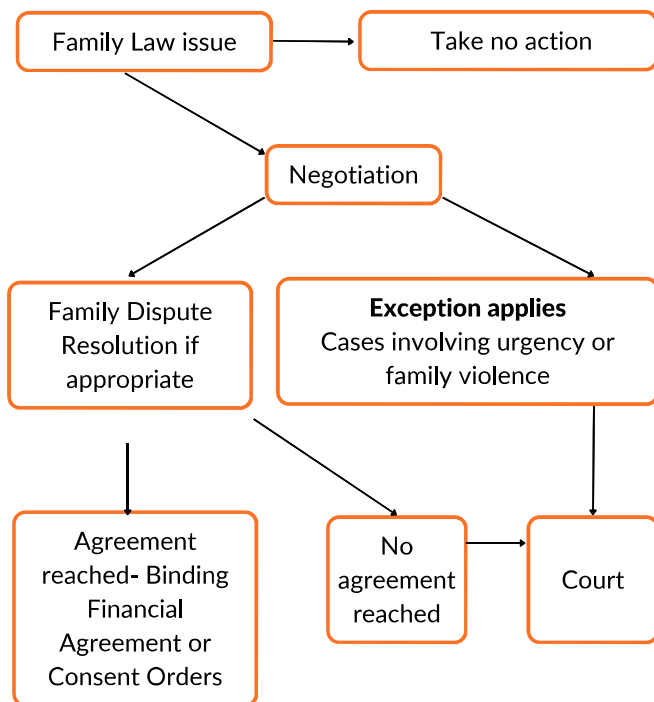 Family Law issue
Take no action
Negotiation
Family Dispute
Resolution if
appropriate
Exception applies
Cases involving urgency or
family violence
Agreement
reached- Binding
Financial
Agreement or
Consent Orders
No
agreement
reached
Court